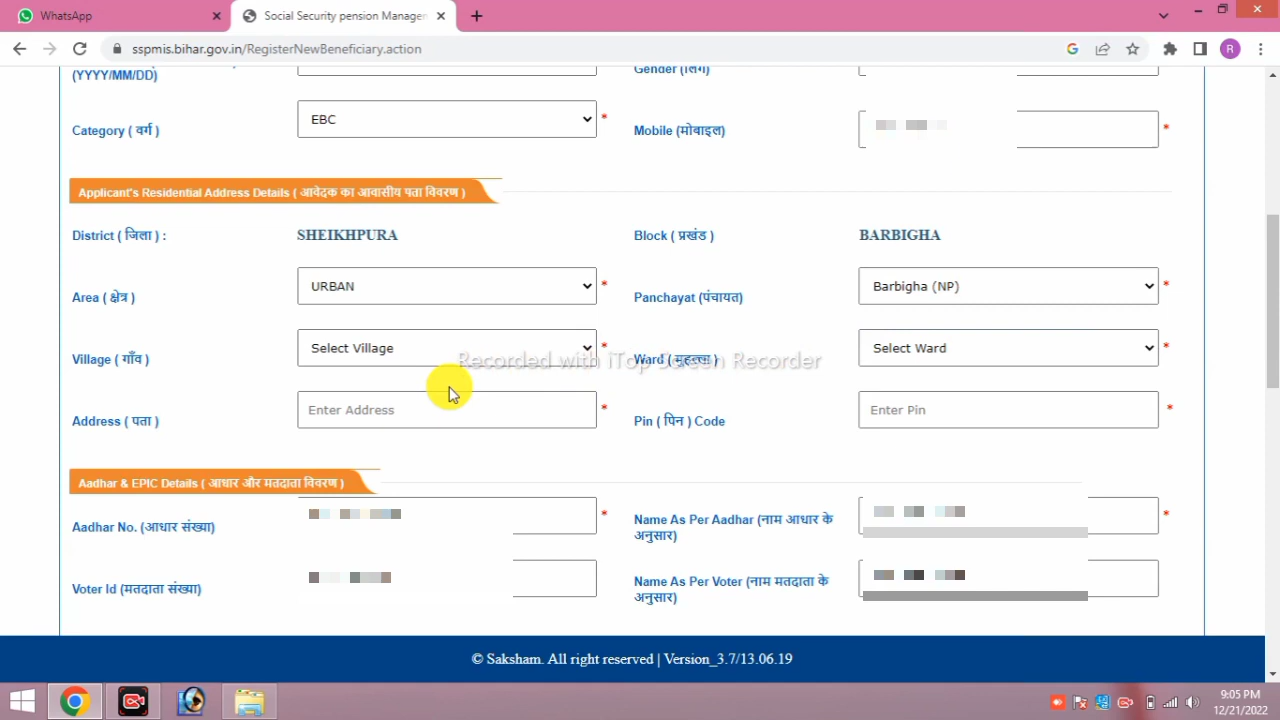 WhatsApp
Social Security pension Manage
sspmis.bihar.gov.in/RegisterNewBeneficiary.action
(YYYY/MM/DD)
Gender (लिंग)
Category ( वर्ग )
EBC
*
Mobile (मोबाइल)
*
Applicant's Residential Address Details ( आवेदक का आवासीय पता विवरण )
District ( जिला ) :
SHEIKHPURA
Block ( प्रखंड )
BARBIGHA
Area ( क्षेत्र )
URBAN
*
Panchayat (पंचायत)
Barbigha (NP)
*
Village ( गाँव )
Select Village
*
Ward (मुहल्ला)
Select Ward
*
Recorded with iTop Screen Recorder
Address ( पता )
Enter Address
*
Pin ( पिन ) Code
Enter Pin
*
Aadhar & EPIC Details ( आधार और मतदाता विवरण )
Aadhar No. (आधार संख्या)
*
Name As Per Aadhar (नाम आधार के
अनुसार)
*
Voter Id (मतदाता संख्या)
Name As Per Voter (नाम मतदाता के
अनुसार)
© Saksham. All right reserved | Version_3.7/13.06.19
R
9:05 PM
12/21/2022